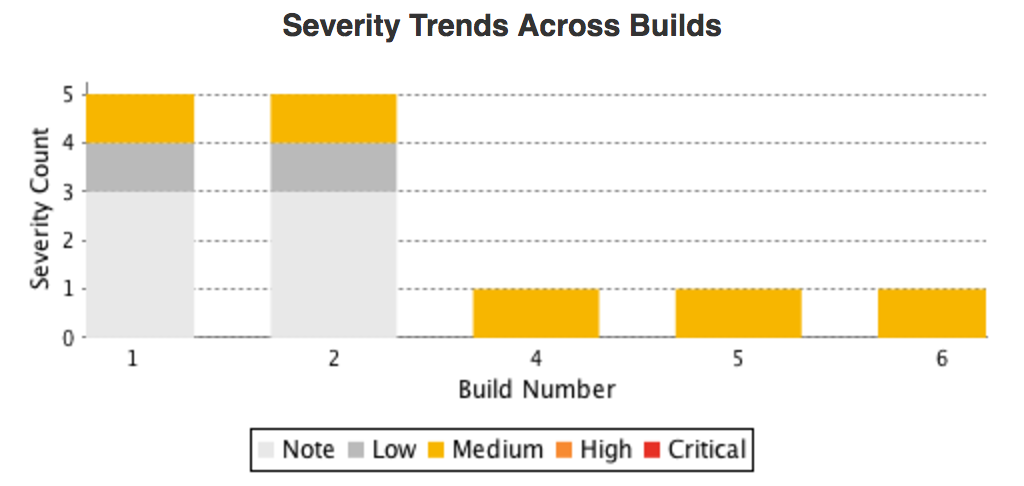 Severity Trends Across Builds
Severity Count
5
4
3
2
1
0
1 2 4 5 6
Build Number
Note Low Medium High Critical